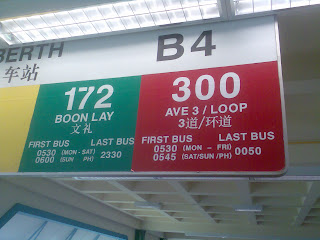 BERTH B4
车站
172
BOON LAY
文礼
FIRST BUS LAST BUS
0530 (MON - SAT)
0600 (SUN PH) 2330
300
AVE 3 / LOOP
3道/环道
FIRST BUS LAST BUS
0530 (MON - FRI)
0545 (SAT/SUN /PH) 0050